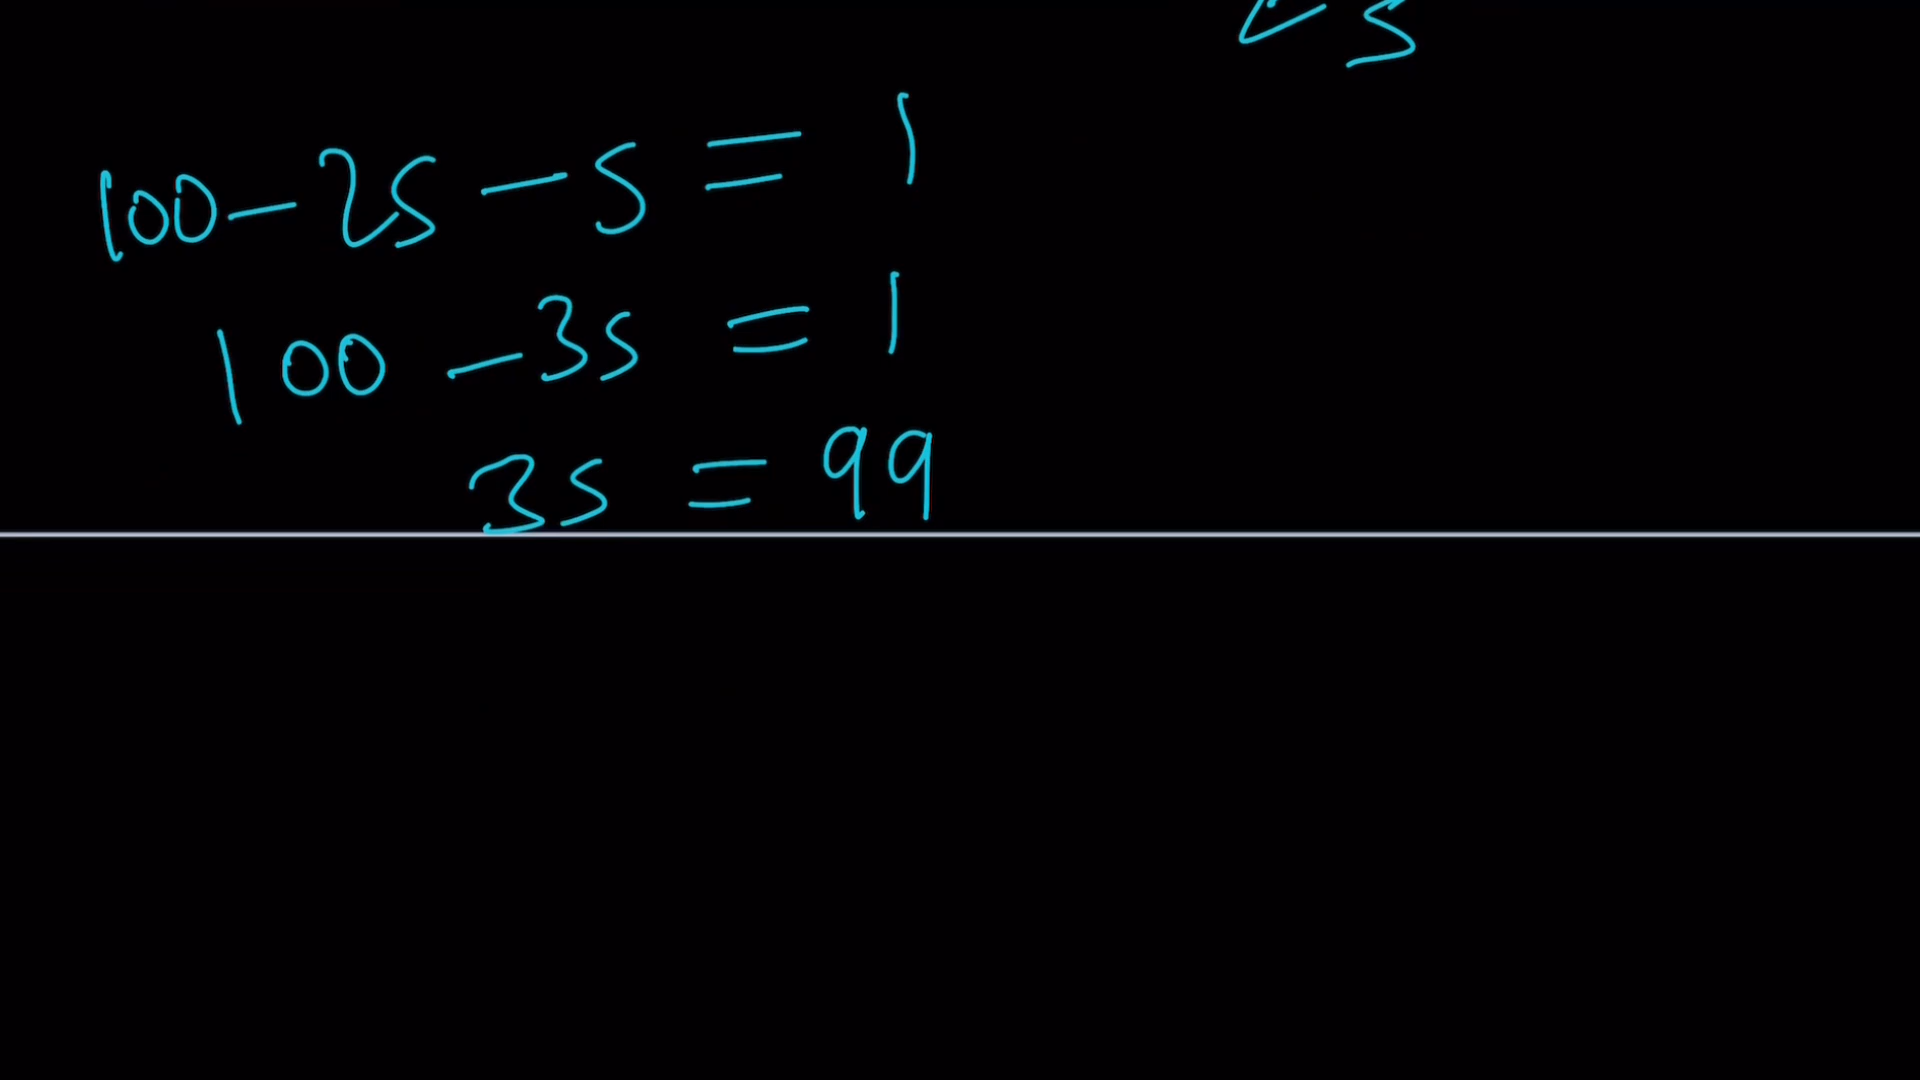 100 - 2s - s = 1
100 - 3s = 1
3s = 99